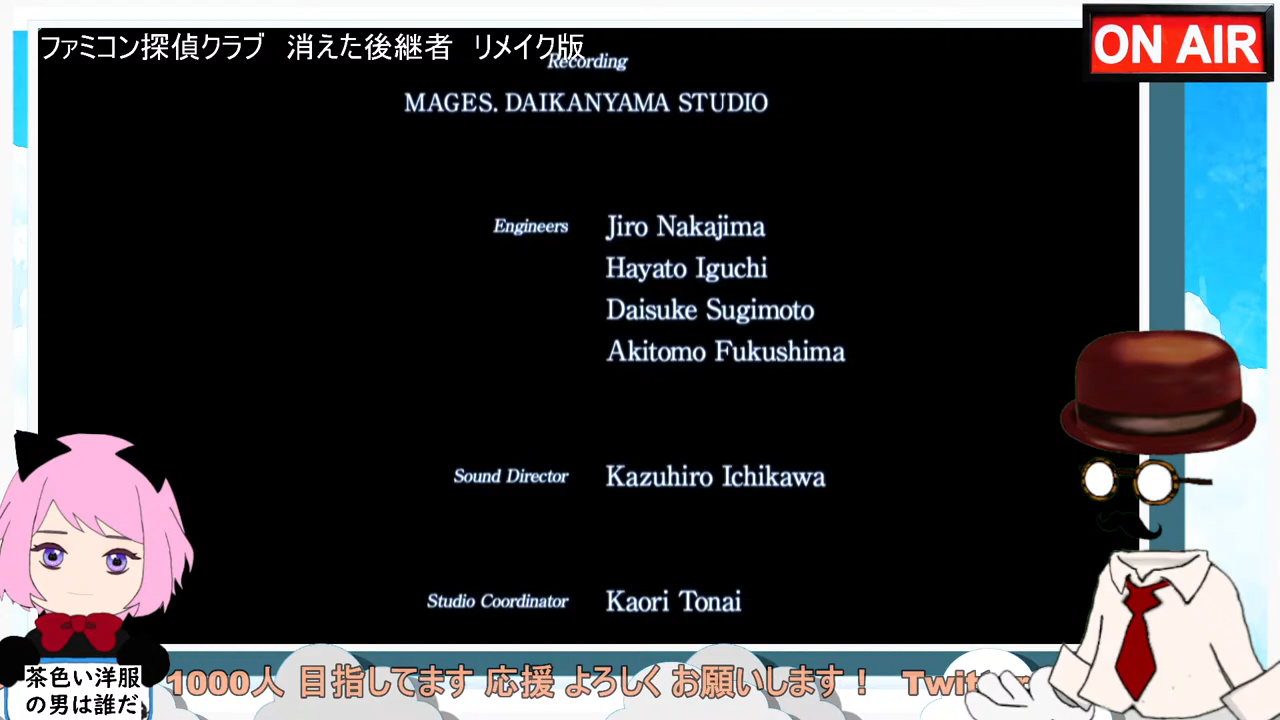 ファミコン探偵クラブ 消えた後継者 リメイク版
ON AIR
Recording
MAGES. DAIKANYAMA STUDIO
Engineers Jiro Nakajima
Hayato Iguchi
Daisuke Sugimoto
Akitomo Fukushima
Sound Director Kazuhiro Ichikawa
Studio Coordinator Kaori Tonai
茶色い洋服
の男は誰だ
1000人 目指してます 応援 よろしく お願いします！